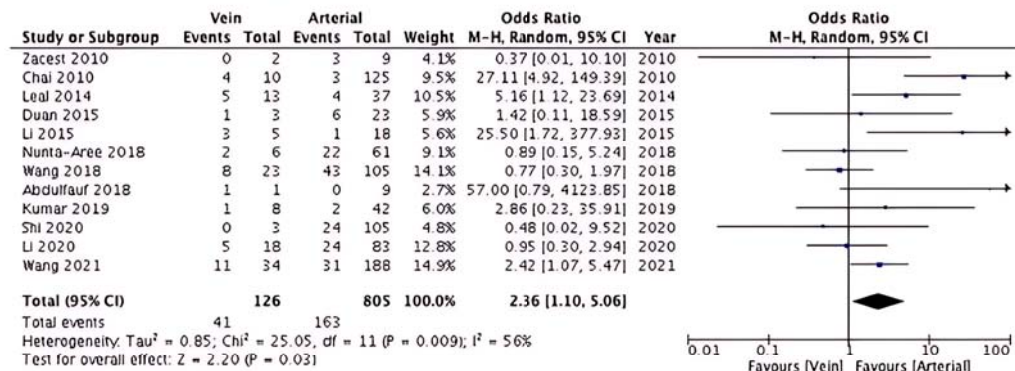 Vein Arterial Odds Ratio Odds Ratio
Study or Subgroup Events Total Events Total Weight M-H, Random, 95% CI Year M-H, Random, 95% CI
Zacest 2010 0 2 3 9 4.1% 0.37 [0.01, 10.10] 2010
Chai 2010 4 10 3 125 9.5% 27.11 [4.92, 149.39] 2010
Leal 2014 5 13 4 37 10.5% 5.16 [1.12, 23.69] 2014
Duan 2015 1 3 6 23 5.9% 1.42 [0.11, 18.59] 2015
Li 2015 3 5 1 18 5.6% 25.50 [1.72, 377.93] 2015
Nunta-Aree 2018 2 6 22 61 9.1% 0.89 [0.15, 5.24] 2018
Wang 2018 8 23 43 105 14.1% 0.77 [0.30, 1.97] 2018
Abdulfauf 2018 1 1 0 9 2.7% 57.00 [0.79, 4123.85] 2018
Kumar 2019 1 8 2 42 6.0% 2.86 [0.23, 35.91] 2019
Shi 2020 0 3 24 105 4.8% 0.48 [0.02, 9.52] 2020
Li 2020 5 18 24 83 12.8% 0.95 [0.30, 2.94] 2020
Wang 2021 11 34 31 188 14.9% 2.42 [1.07, 5.47] 2021
Total (95% CI) 126 805 100.0% 2.36 [1.10, 5.06]
Total events 41 163
Heterogeneity: Tau² = 0.85; Chi² = 25.05, df = 11 (P = 0.009); I² = 56%
Test for overall effect: Z = 2.20 (P = 0.03)
0.01 0.1 1 10 100
Favours [Vein] Favours [Arterial]